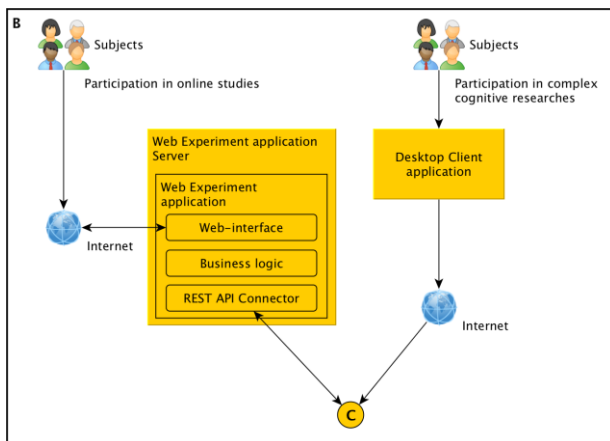 B
Subjects
Participation in online studies
Web Experiment application
Server
Web Experiment
application
Web-interface
Business logic
REST API Connector
Internet
Subjects
Participation in complex
cognitive researches
Desktop Client
application
Internet
C